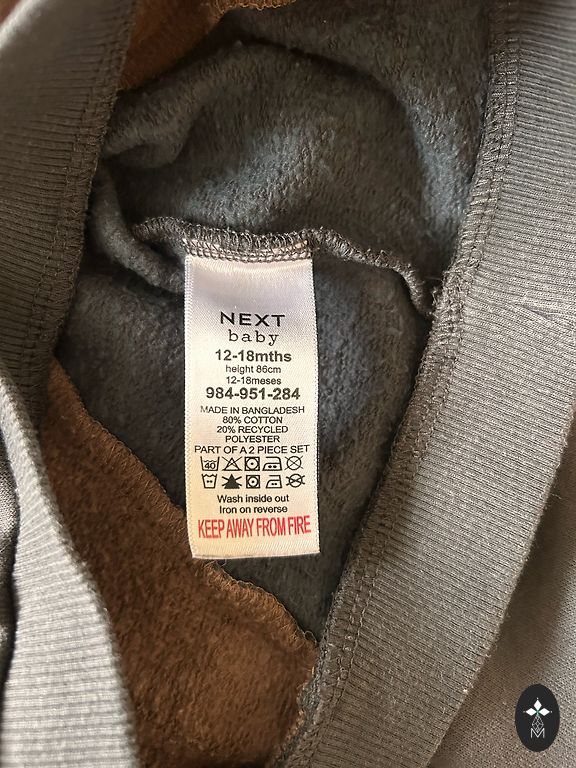 NEXT
baby
12-18mths
height 86cm
12-18meses
984-951-284
MADE IN BANGLADESH
80% COTTON
20% RECYCLED
POLYESTER
PART OF A 2 PIECE SET
40
Wash inside out
Iron on reverse
KEEP AWAY FROM FIRE
M